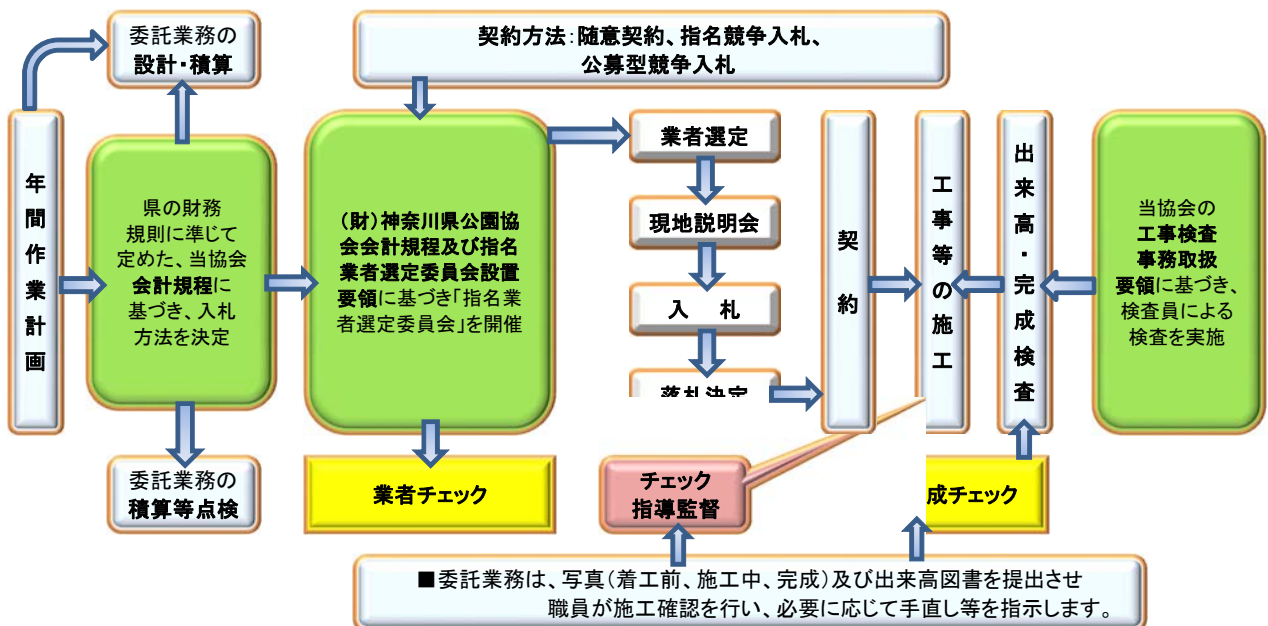 委託業務の
設計・積算
契約方法：随意契約、指名競争入札、
公募型競争入札
年間作業計画
県の財務
規則に準じて
定めた、当協会
会計規程に
基づき、入札
方法を決定
（財）神奈川県公園協
会会計規程及び指名
業者選定委員会設置
要領に基づき「指名業
者選定委員会」を開催
業者選定
現地説明会
入　札
落札決定
契約
工事等の施工
出来高・完成検査
当協会の
工事検査
事務取扱
要領に基づき、
検査員による
検査を実施
委託業務の
積算等点検
業者チェック
チェック
指導監督
成チェック
■委託業務は、写真（着工前、施工中、完成）及び出来高図書を提出させ
職員が施工確認を行い、必要に応じて手直し等を指示します。